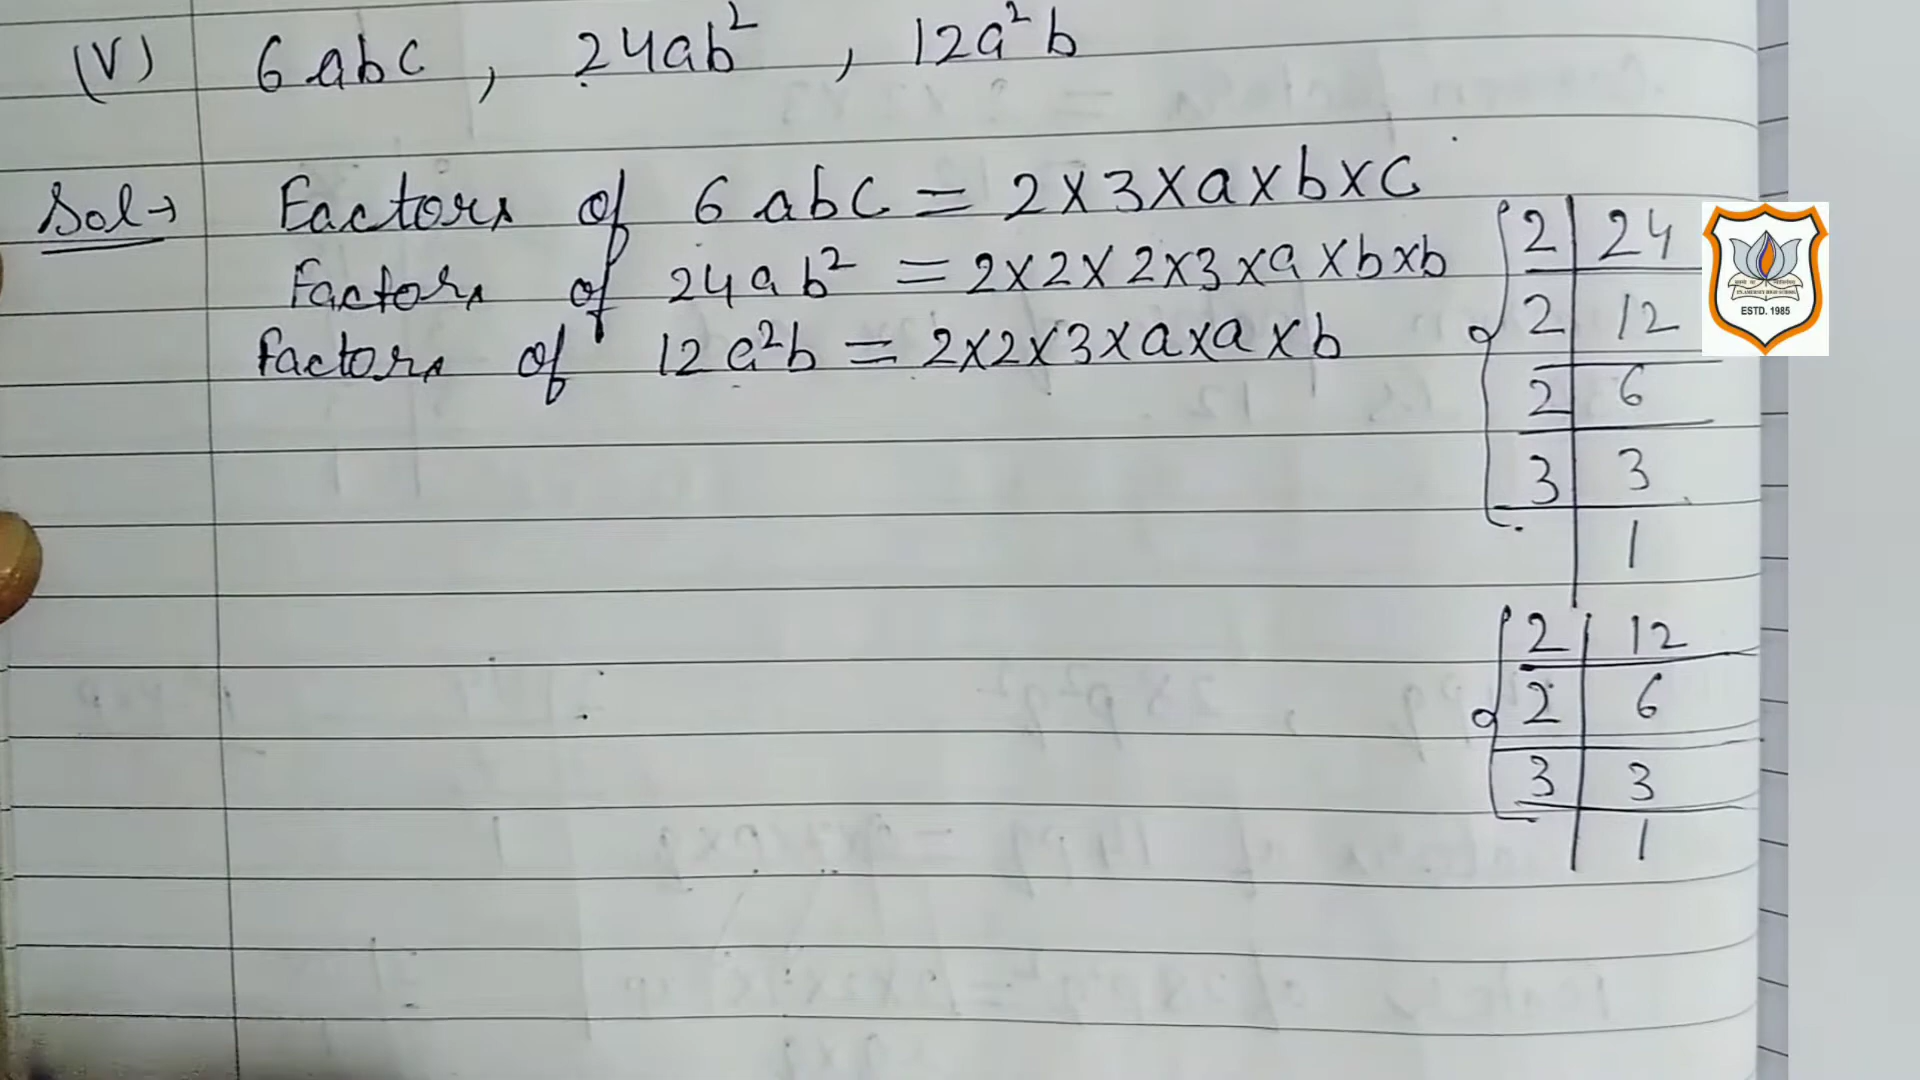 (V) 6abc, 24ab², 12a²b
Sol→ Factors of 6abc = 2×3×a×b×c
Factors of 24ab² = 2×2×2×3×a×b×b
factors of 12a²b = 2×2×3×a×a×b
2 | 24
2 | 12
2 | 6
3 | 3
1
2 | 12
2 | 6
3 | 3
1
ESTD. 1985